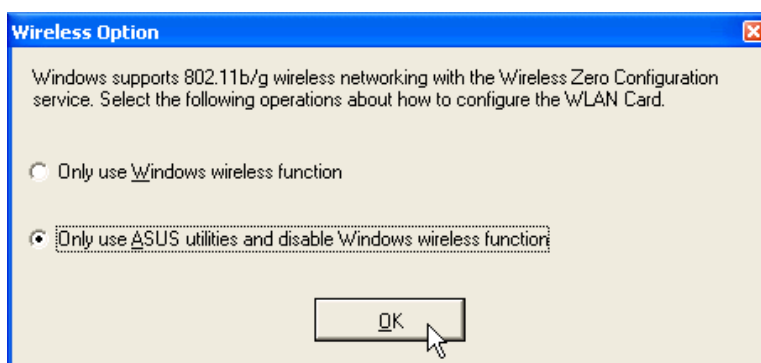 Wireless Option
Windows supports 802.11b/g wireless networking with the Wireless Zero Configuration
service. Select the following operations about how to configure the WLAN Card.
Only use Windows wireless function
Only use ASUS utilities and disable Windows wireless function
OK